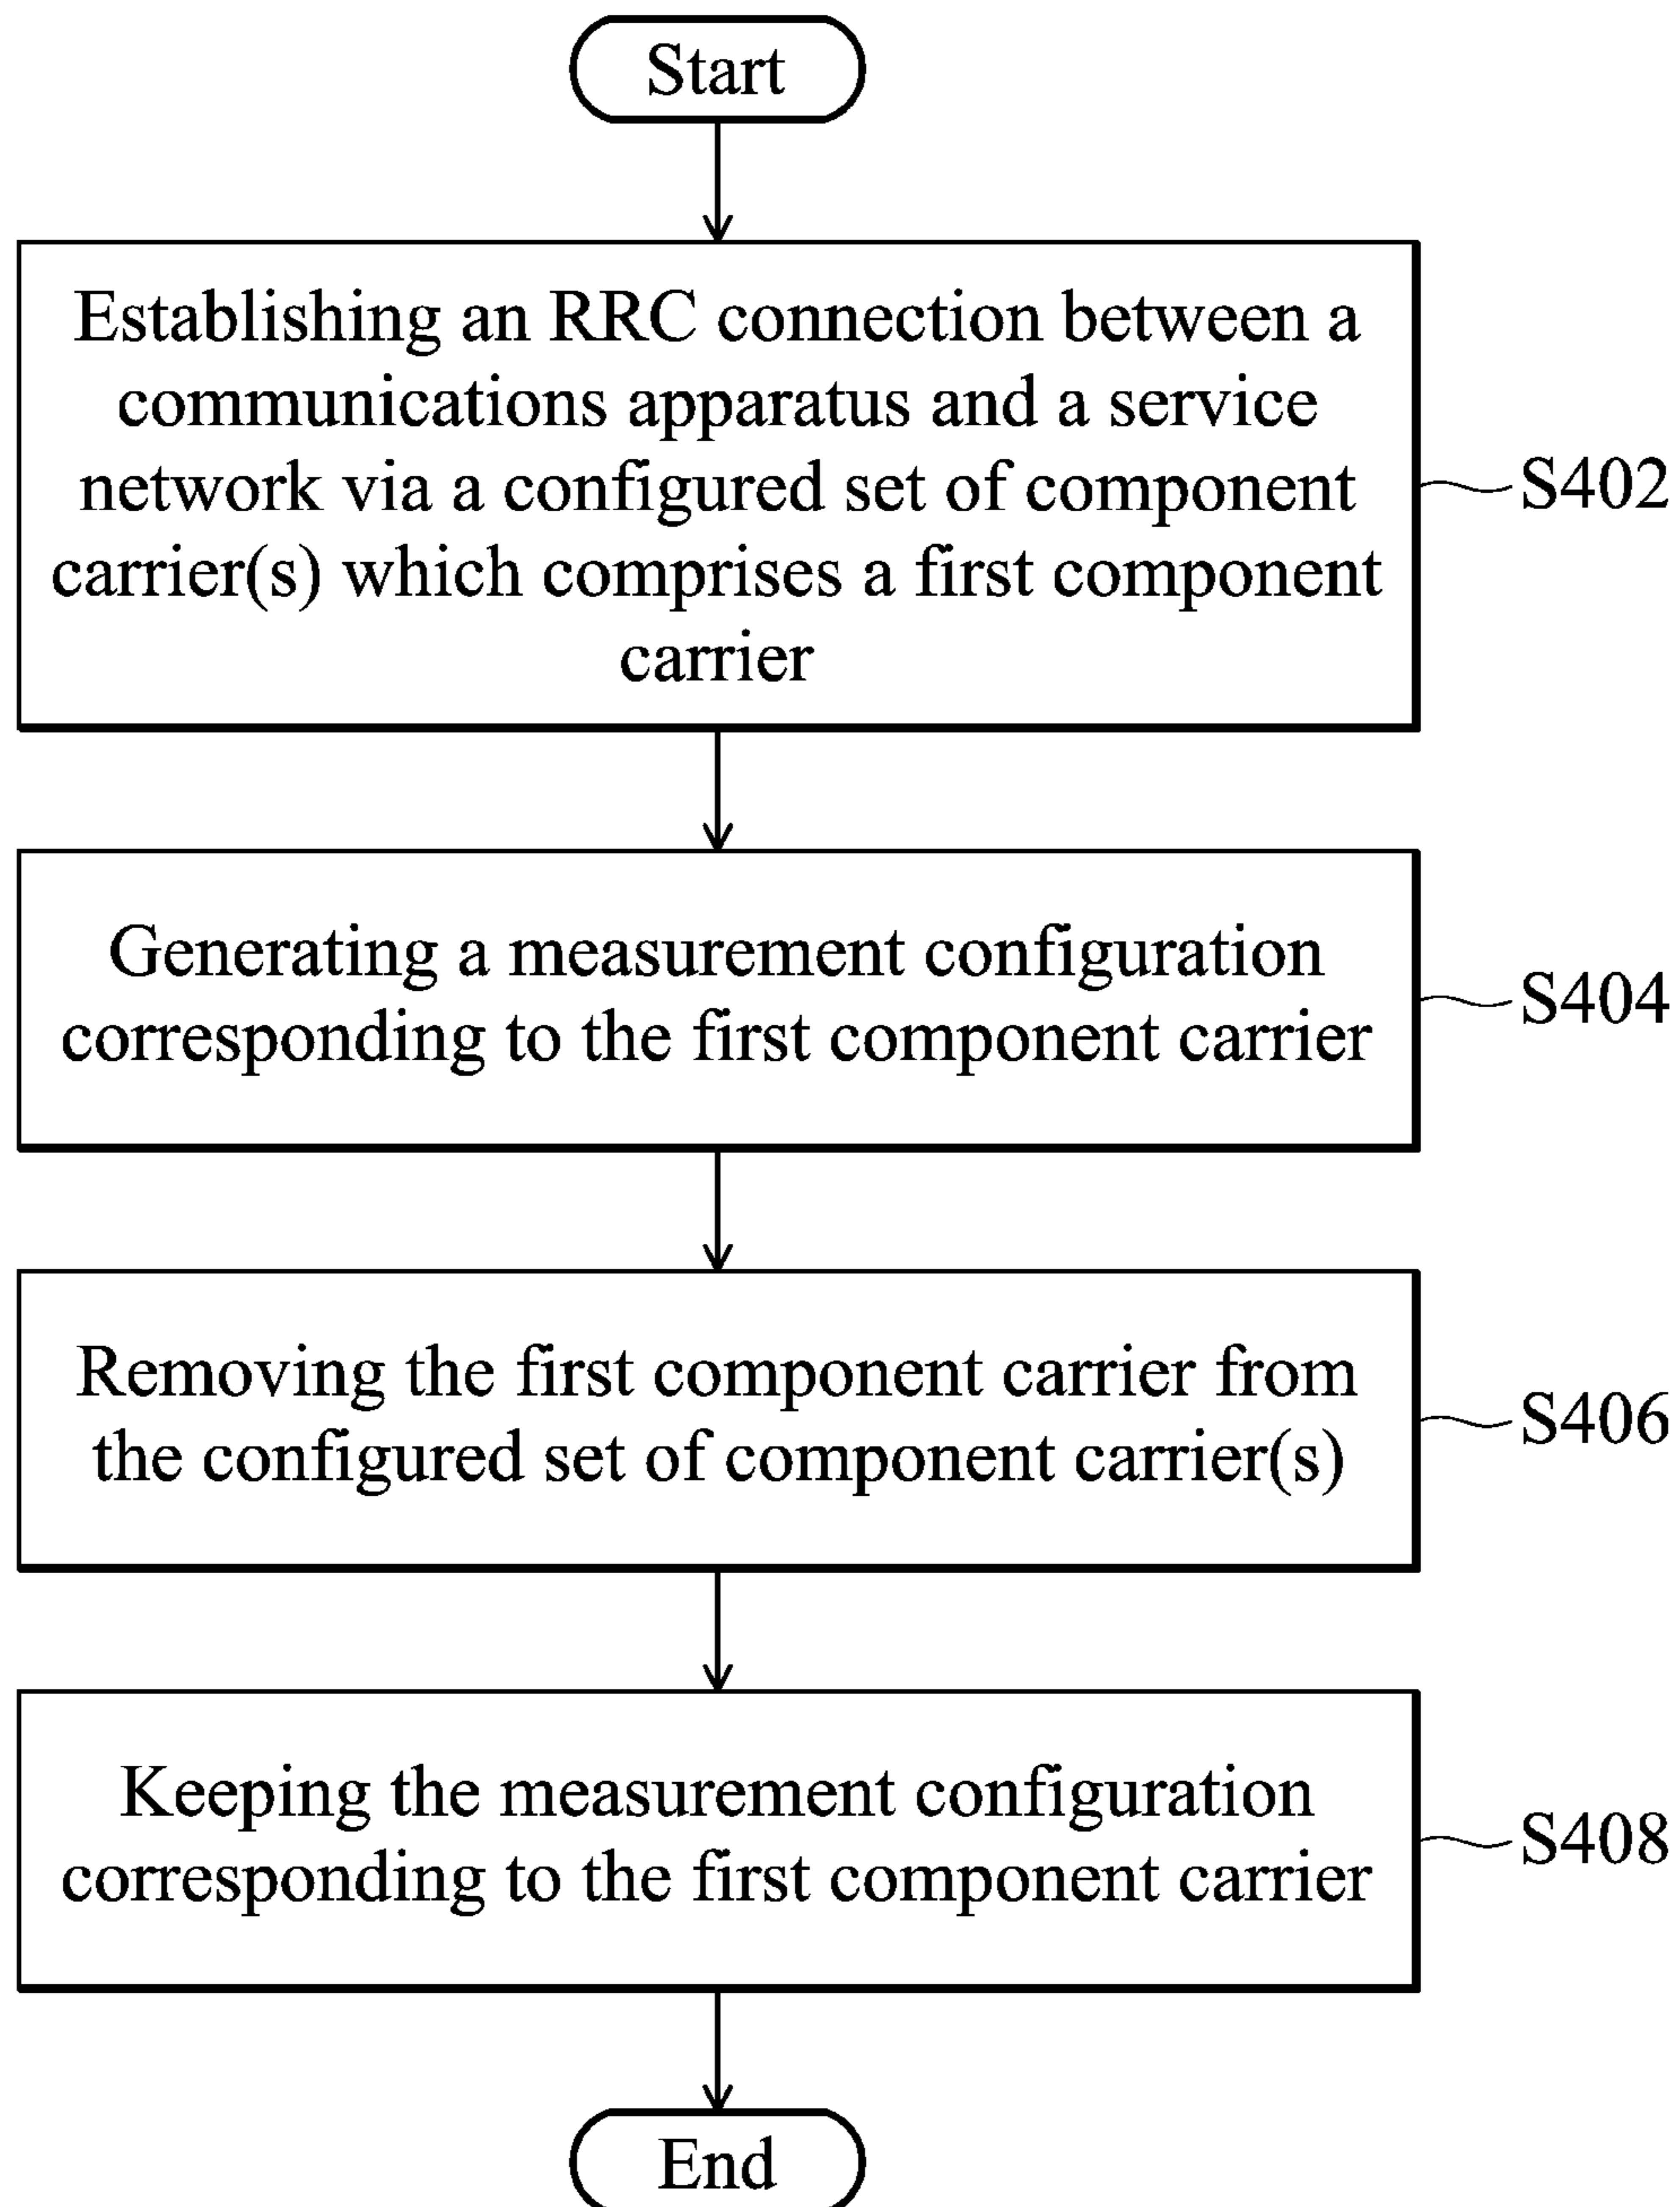 Start
Establishing an RRC connection between a
communications apparatus and a service
network via a configured set of component
carrier(s) which comprises a first component
carrier
S402
Generating a measurement configuration
corresponding to the first component carrier
S404
Removing the first component carrier from
the configured set of component carrier(s)
S406
Keeping the measurement configuration
corresponding to the first component carrier
S408
End